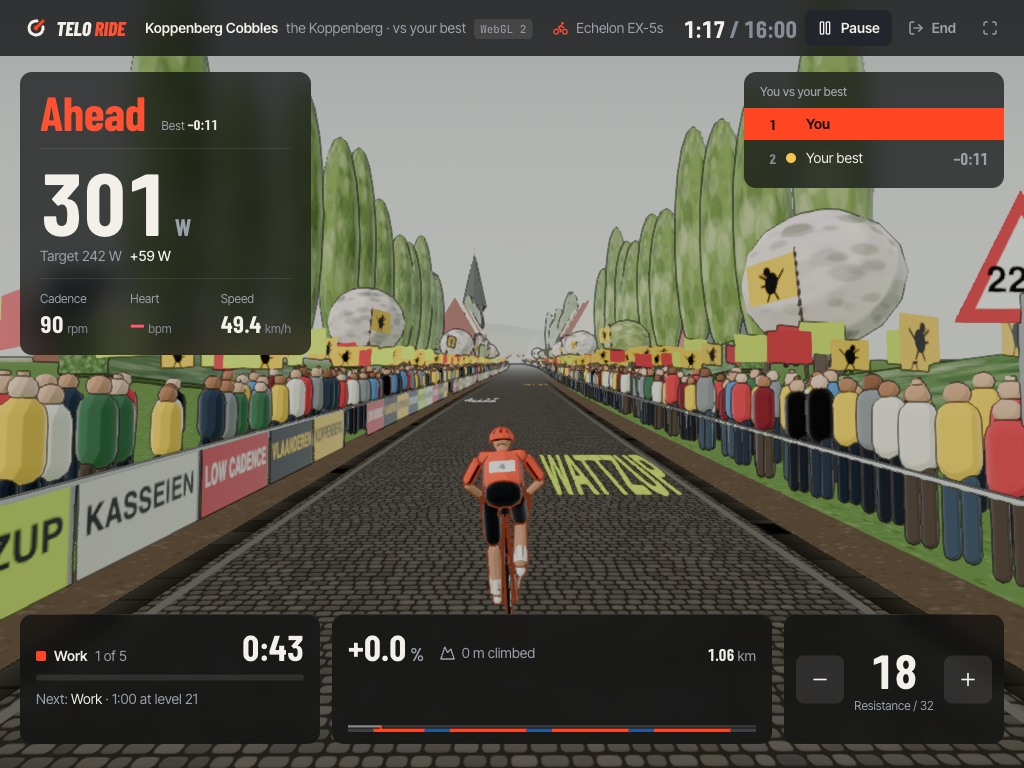 TELO RIDE
Koppenberg Cobbles the Koppenberg · vs your best WebGL 2
Echelon EX-5s
1:17 / 16:00
Pause
End
Ahead Best −0:11
301 W
Target 242 W +59 W
Cadence Heart Speed
90 rpm – bpm 49.4 km/h
You vs your best
1 You
2 Your best −0:11
22
WATTZUP
ZUP
KASSEIEN
LOW CADENCE
VLAANDEREN
KOPPENBERG
4
Work 1 of 5 0:43
Next: Work · 1:00 at level 21
+0.0 % 0 m climbed 1.06 km
− 18 +
Resistance / 32